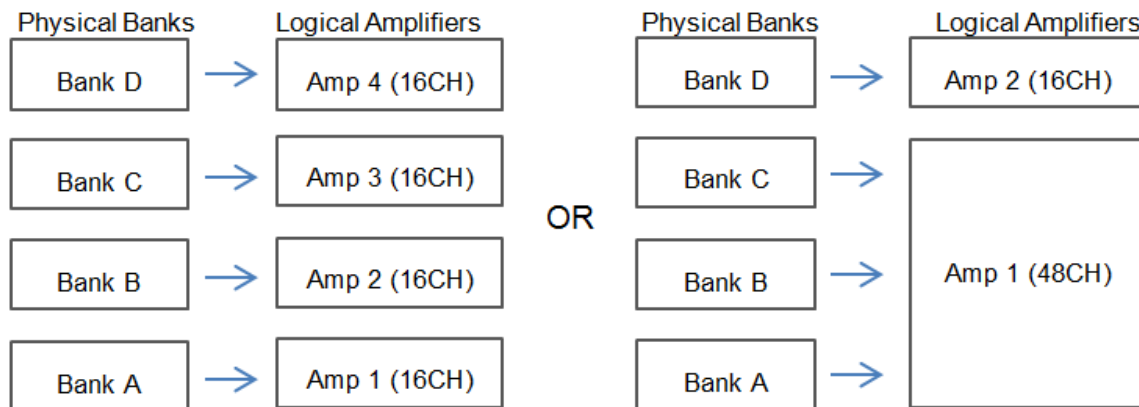 Physical Banks Logical Amplifiers
Bank D Amp 4 (16CH)
Bank C Amp 3 (16CH)
Bank B Amp 2 (16CH)
Bank A Amp 1 (16CH)
OR
Physical Banks Logical Amplifiers
Bank D Amp 2 (16CH)
Bank C
Bank B Amp 1 (48CH)
Bank A